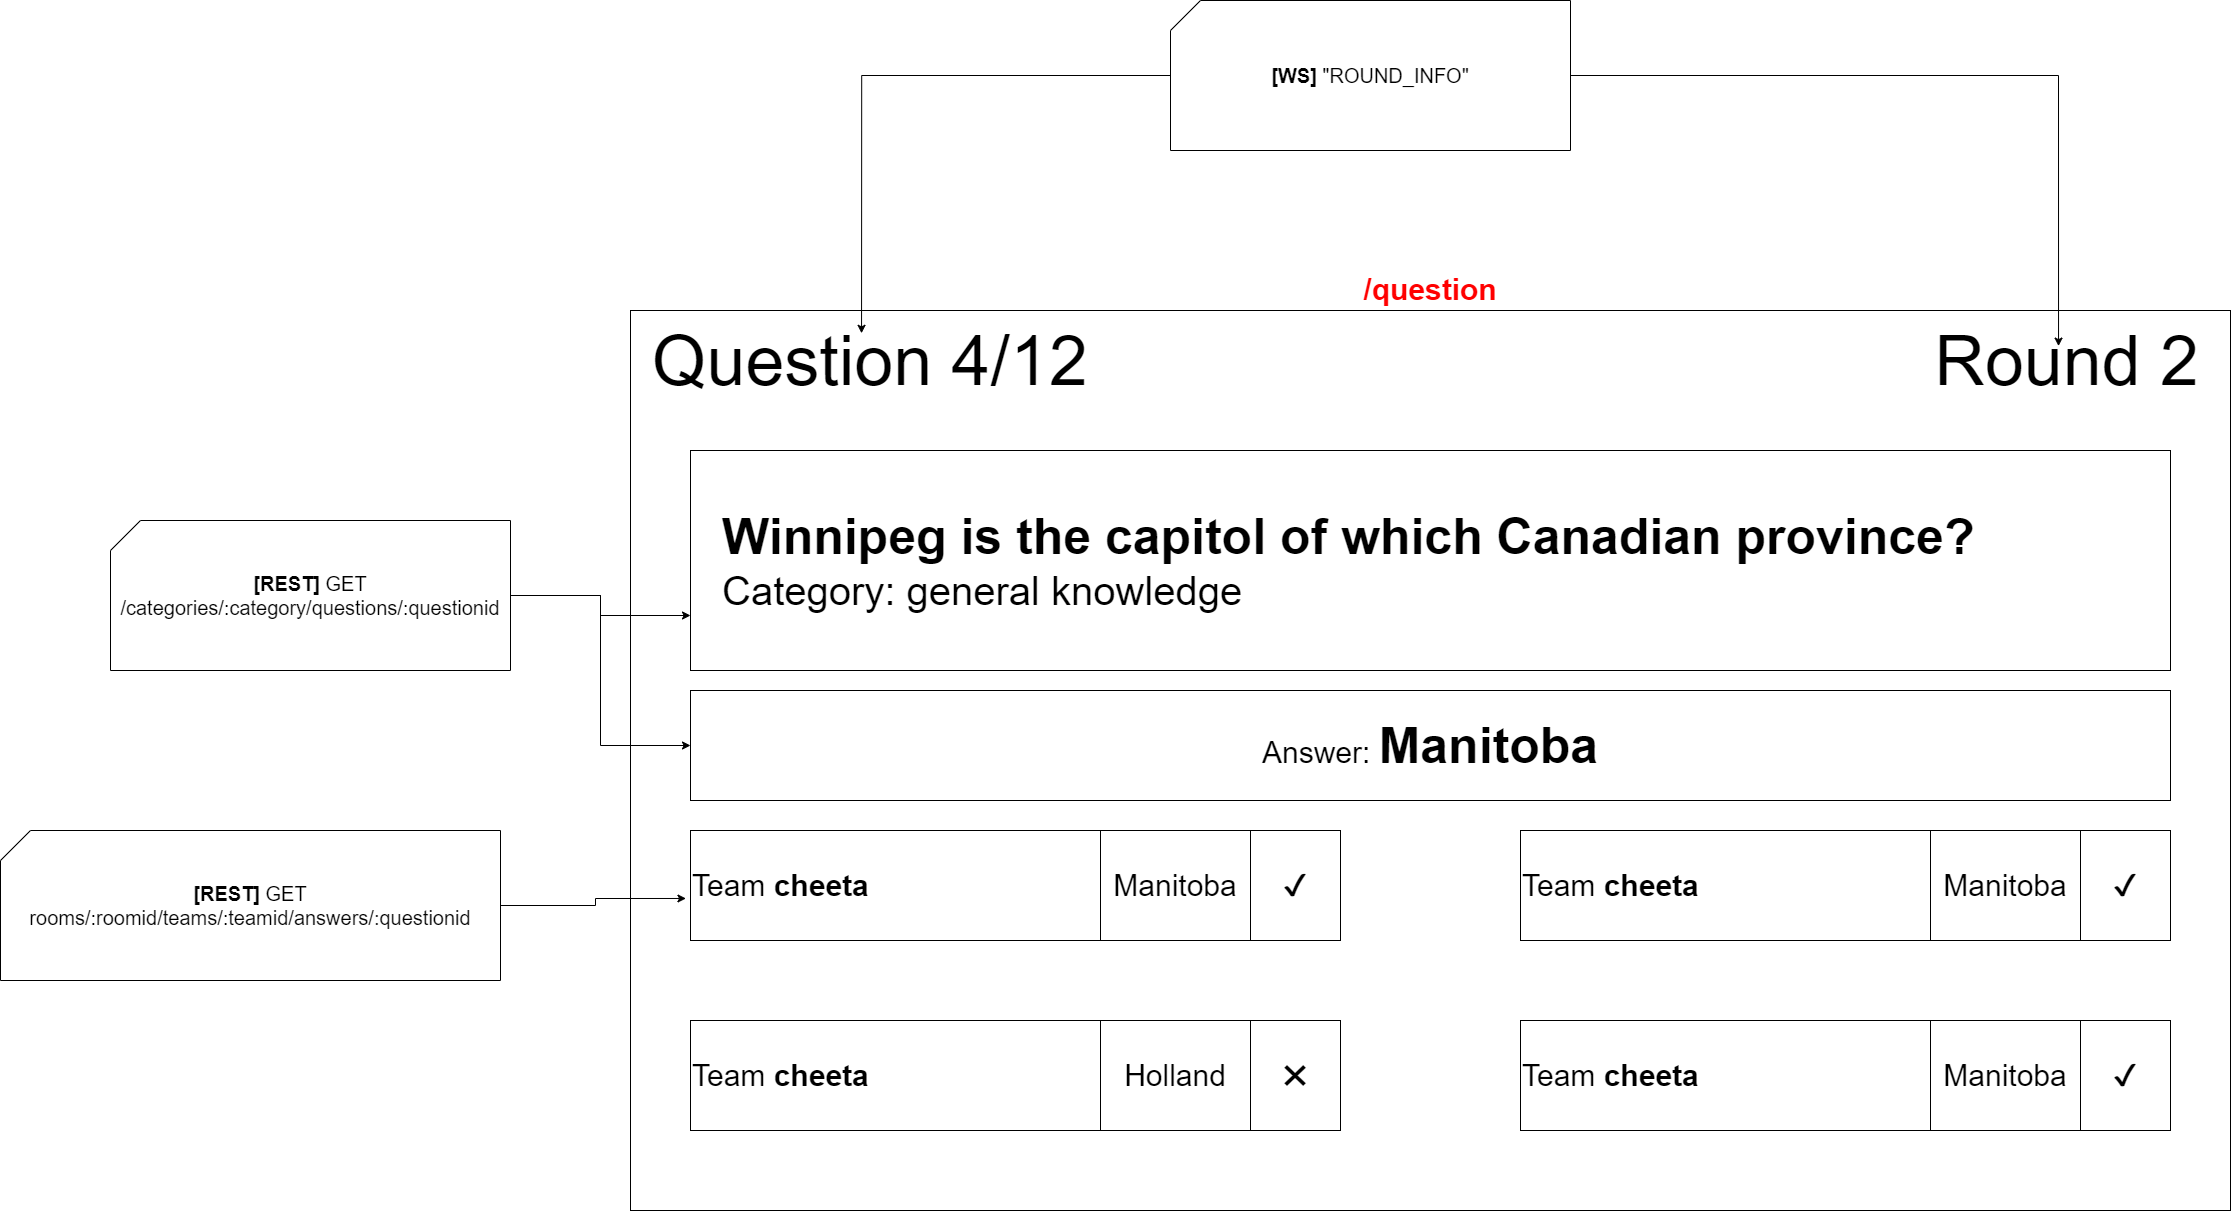 [WS] "ROUND_INFO"
/question
Question 4/12
Round 2
[REST] GET
/categories/:category/questions/:questionid
Winnipeg is the capitol of which Canadian province?
Category: general knowledge
Answer: Manitoba
[REST] GET
rooms/:roomid/teams/:teamid/answers/:questionid
Team cheeta
Manitoba
✓
Team cheeta
Manitoba
✓
Team cheeta
Holland
✕
Team cheeta
Manitoba
✓